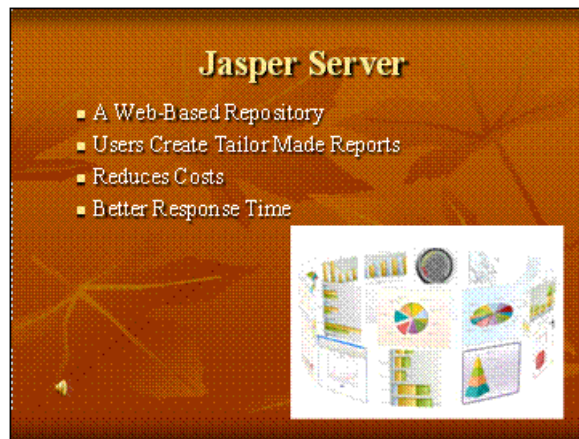 Jasper Server
A Web-Based Repository
Users Create Tailor Made Reports
Reduces Costs
Better Response Time